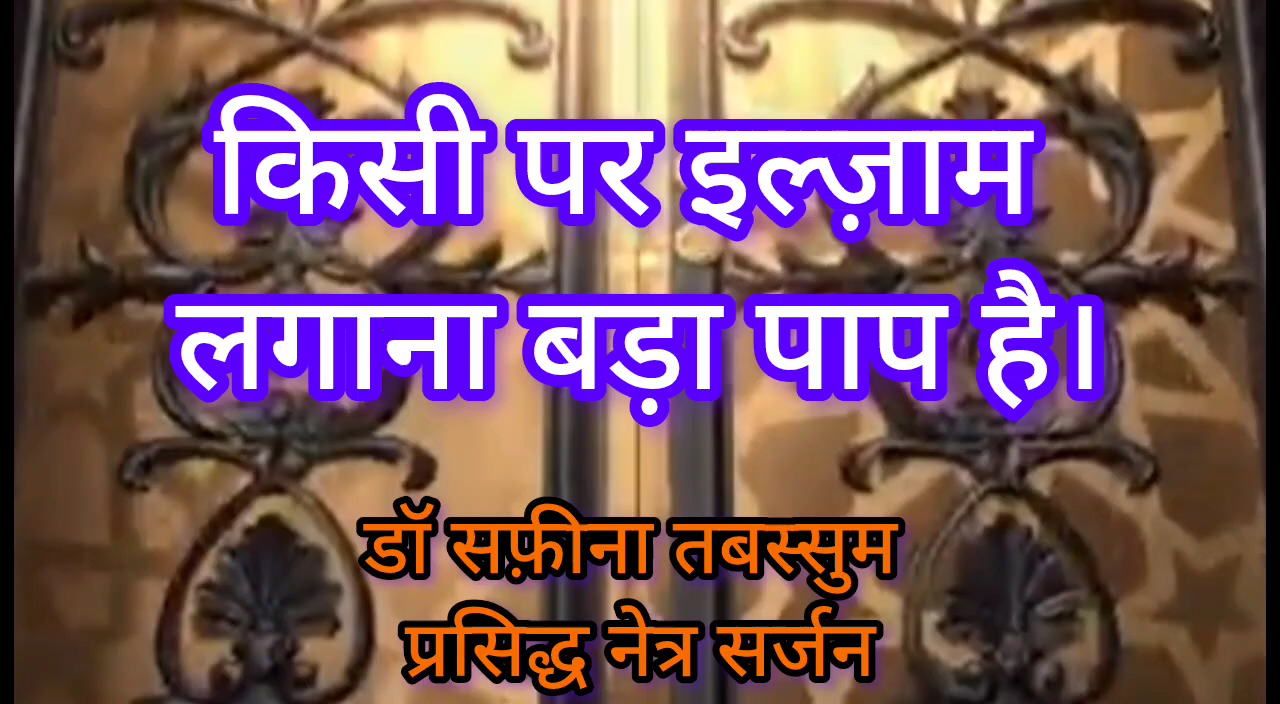 किसी पर इल्ज़ाम
लगाना बड़ा पाप है।
डॉ सफ़ीना तबस्सुम
प्रसिद्ध नेत्र सर्जन